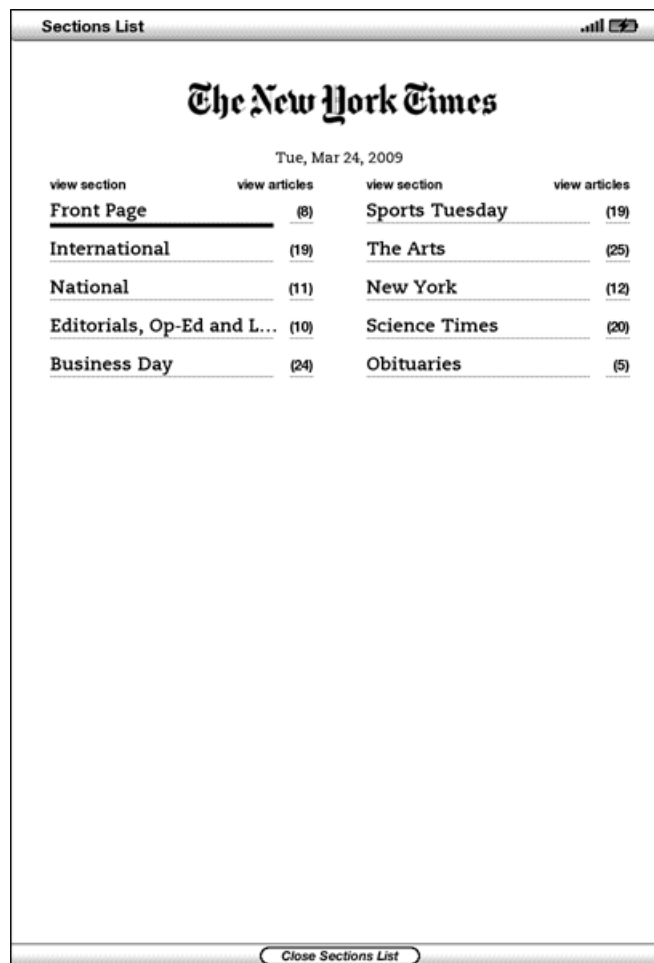 Sections List
The New York Times
Tue, Mar 24, 2009
view section view articles view section view articles
Front Page (8) Sports Tuesday (19)
International (19) The Arts (25)
National (11) New York (12)
Editorials, Op-Ed and L... (10) Science Times (20)
Business Day (24) Obituaries (5)
Close Sections List